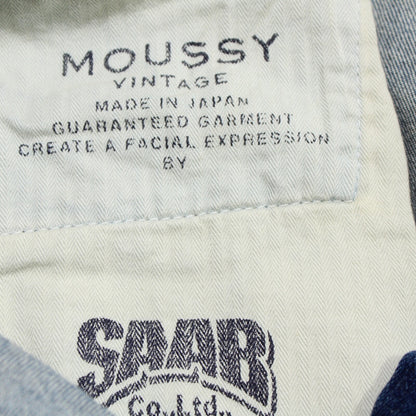 MOUSSY
VINTAGE
MADE IN JAPAN
GUARANTEED GARMENT
CREATE A FACIAL EXPRESSION
BY
SAAB
Co., Ltd.